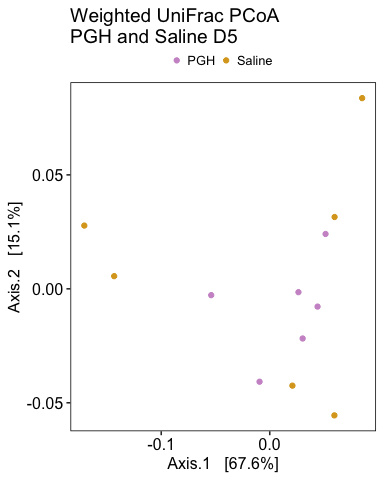 Weighted UniFrac PCoA
PGH and Saline D5
PGH Saline
0.05
0.00
-0.05
Axis.2 [15.1%]
-0.1 0.0
Axis.1 [67.6%]